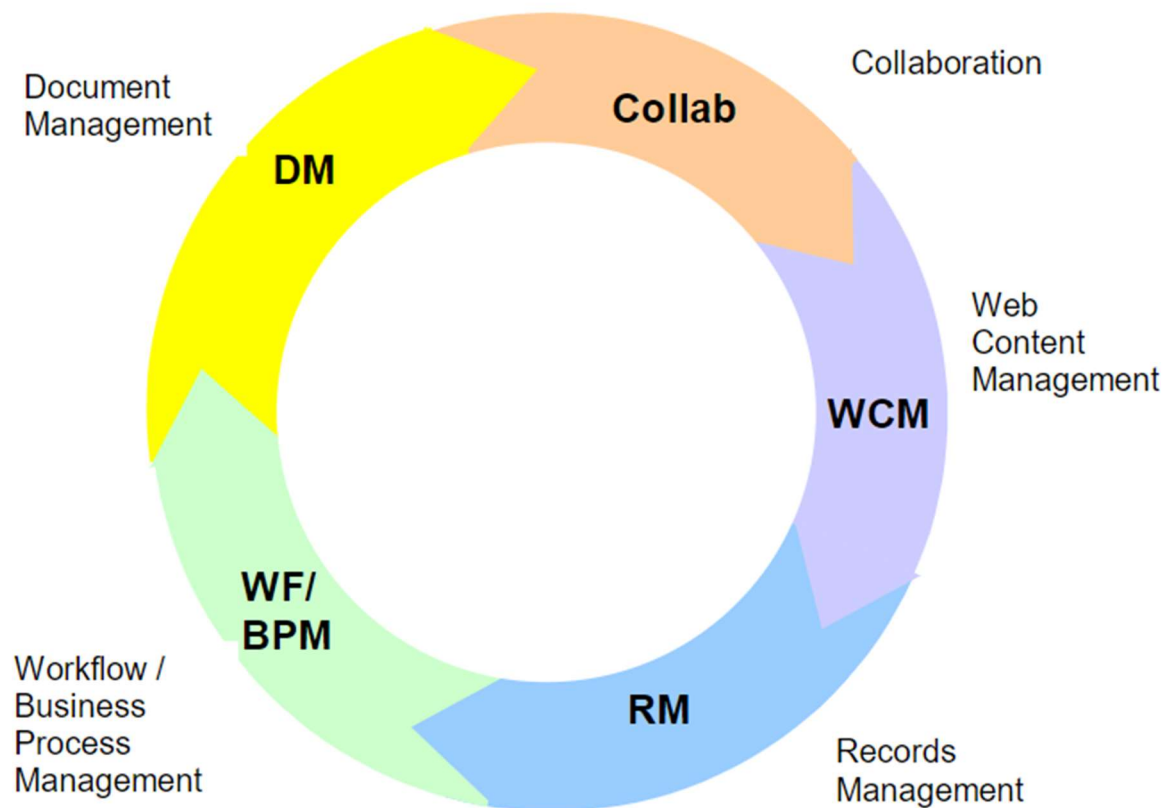 Document
Management
DM
Collab
Collaboration
Web
Content
Management
WCM
RM
Records
Management
WF/
BPM
Workflow /
Business
Process
Management